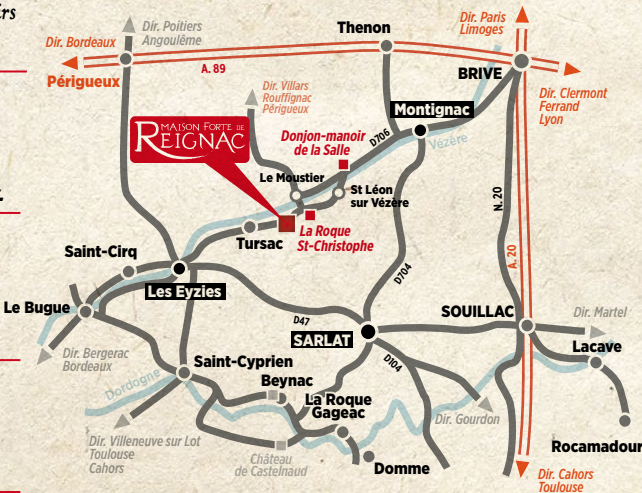 irs
Dir. Poitiers
Angoulême
Thenon
Dir. Paris
Limoges
Dir. Bordeaux
Périgueux
A. 89
BRIVE
Dir. Clermont
Ferrand
Lyon
Dir. Villars
Rouffignac
Périgueux
Montignac
MAISON FORTE DE
REIGNAC
Donjon-manoir
de la Salle
D706
Vézère
Le Moustier
St Léon
sur Vézère
N. 20
La Roque
St-Christophe
Tursac
Saint-Cirq
A. 20
D704
Les Eyzies
Le Bugue
D47
SARLAT
SOUILLAC
Dir. Martel
Lacave
Dir. Bergerac
Bordeaux
Saint-Cyprien
D104
Dordogne
Beynac
La Roque
Gageac
Dir. Gourdon
Dir. Villeneuve sur Lot
Toulouse
Cahors
Château
de Castelnaud
Domme
Rocamadour
Dir. Cahors
Toulouse